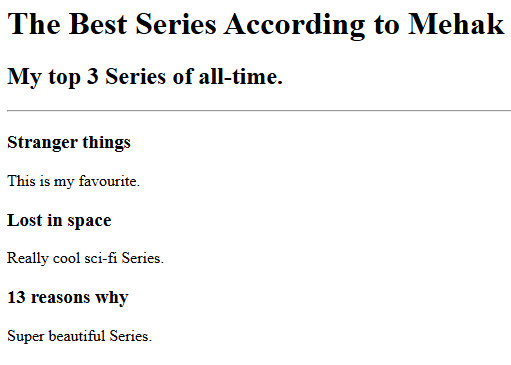 The Best Series According to Mehak
My top 3 Series of all-time.
Stranger things
This is my favourite.
Lost in space
Really cool sci-fi Series.
13 reasons why
Super beautiful Series.